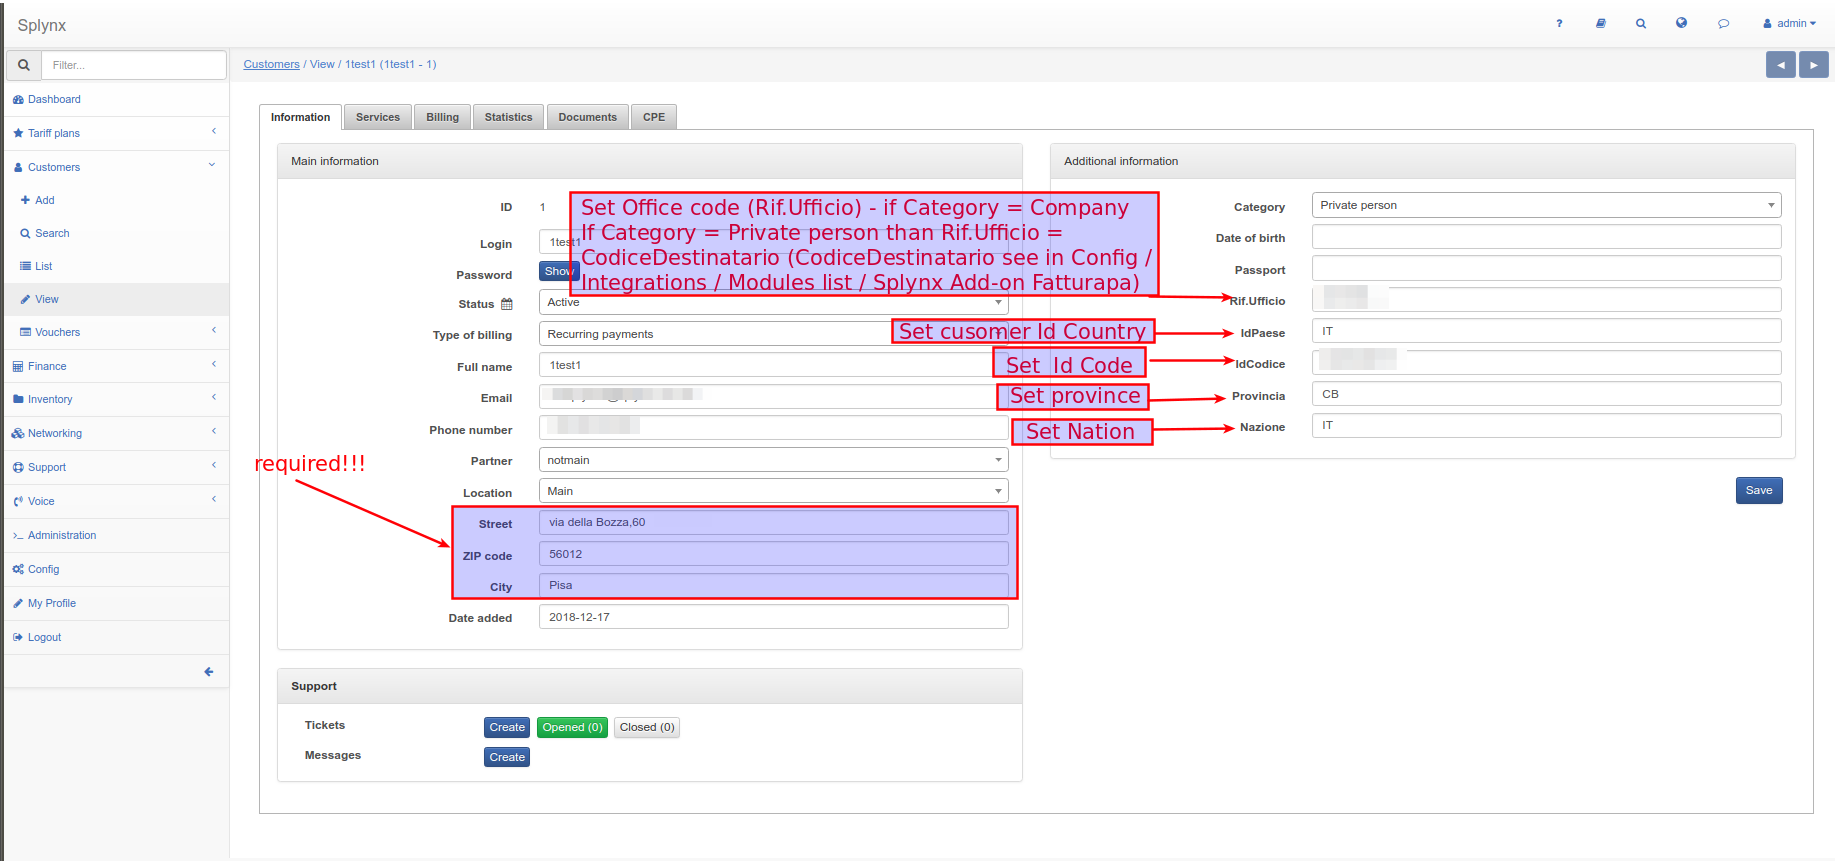 Splynx
?
admin
Filter...
Customers / View / 1test1 (1test1 - 1)
Dashboard
Tariff plans
Customers
Add
Search
List
View
Vouchers
Finance
Inventory
Networking
Support
Voice
Administration
Config
My Profile
Logout
Information
Services
Billing
Statistics
Documents
CPE
Main information
ID 1
Login 1test1
Password Show
Status Active
Type of billing Recurring payments
Full name 1test1
Email
Phone number
Partner notmain
Location Main
Street via della Bozza,60
ZIP code 56012
City Pisa
Date added 2018-12-17
required!!!
Set Office code (Rif.Ufficio) - if Category = Company
If Category = Private person than Rif.Ufficio =
CodiceDestinatario (CodiceDestinatario see in Config /
Integrations / Modules list / Splynx Add-on Fatturapa)
Set cusomer Id Country
Set Id Code
Set province
Set Nation
Additional information
Category Private person
Date of birth
Passport
Rif.Ufficio
IdPaese IT
IdCodice
Provincia CB
Nazione IT
Save
Support
Tickets Create Opened (0) Closed (0)
Messages Create